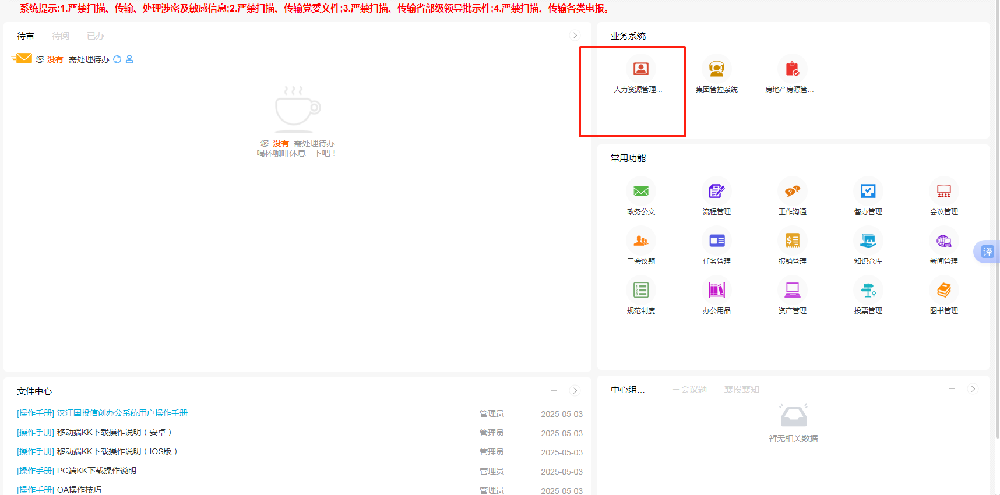 系统提示:1.严禁扫描、传输、处理涉密及敏感信息;2.严禁扫描、传输党委文件;3.严禁扫描、传输省部级领导批示件;4.严禁扫描、传输各类电报。
待审 待阅 已办
您 没有 需处理待办
您 没有 需处理待办
喝杯咖啡休息一下吧！
业务系统
人力资源管理... 集团管控系统 房地产房源管...
常用功能
政务公文 流程管理 工作沟通 督办管理 会议管理
三会议题 任务管理 报销管理 知识仓库 新闻管理
规范制度 办公用品 资产管理 投票管理 图书管理
译
文件中心
[操作手册] 汉江国投信创办公系统用户操作手册 管理员 2025-05-03
[操作手册] 移动端KK下载操作说明（安卓） 管理员 2025-05-03
[操作手册] 移动端KK下载操作说明（IOS版） 管理员 2025-05-03
[操作手册] PC端KK下载操作说明 管理员 2025-05-03
[操作手册] OA操作技巧 管理员 2025-05-03
中心组... 三会议题 襄投襄知
暂无相关数据